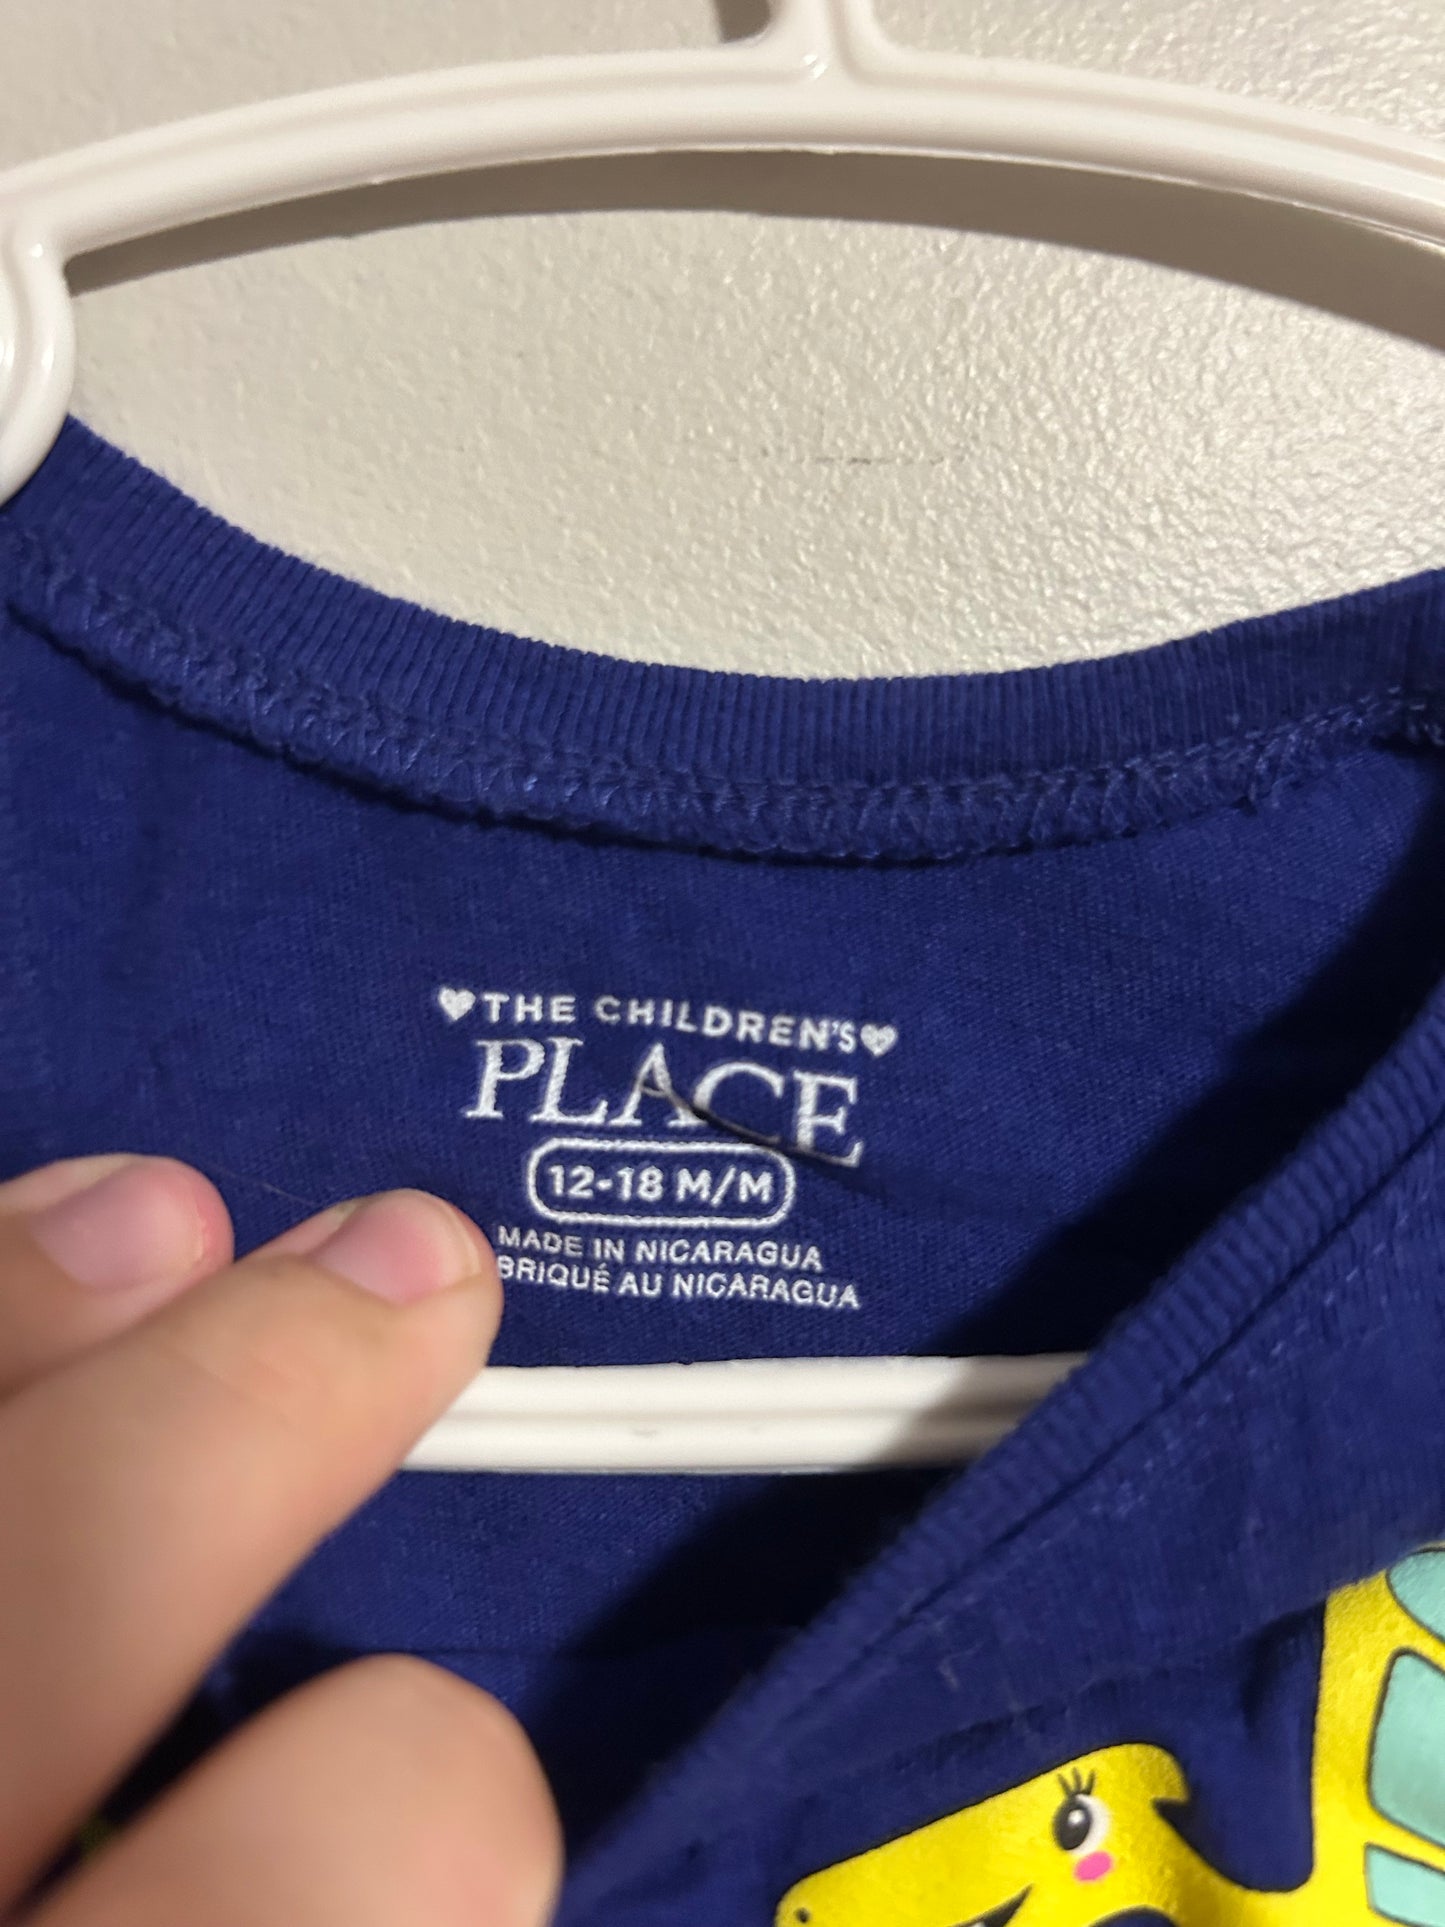 THE CHILDREN'S
PLACE
12-18 M/M
MADE IN NICARAGUA
BRIQUÉ AU NICARAGUA